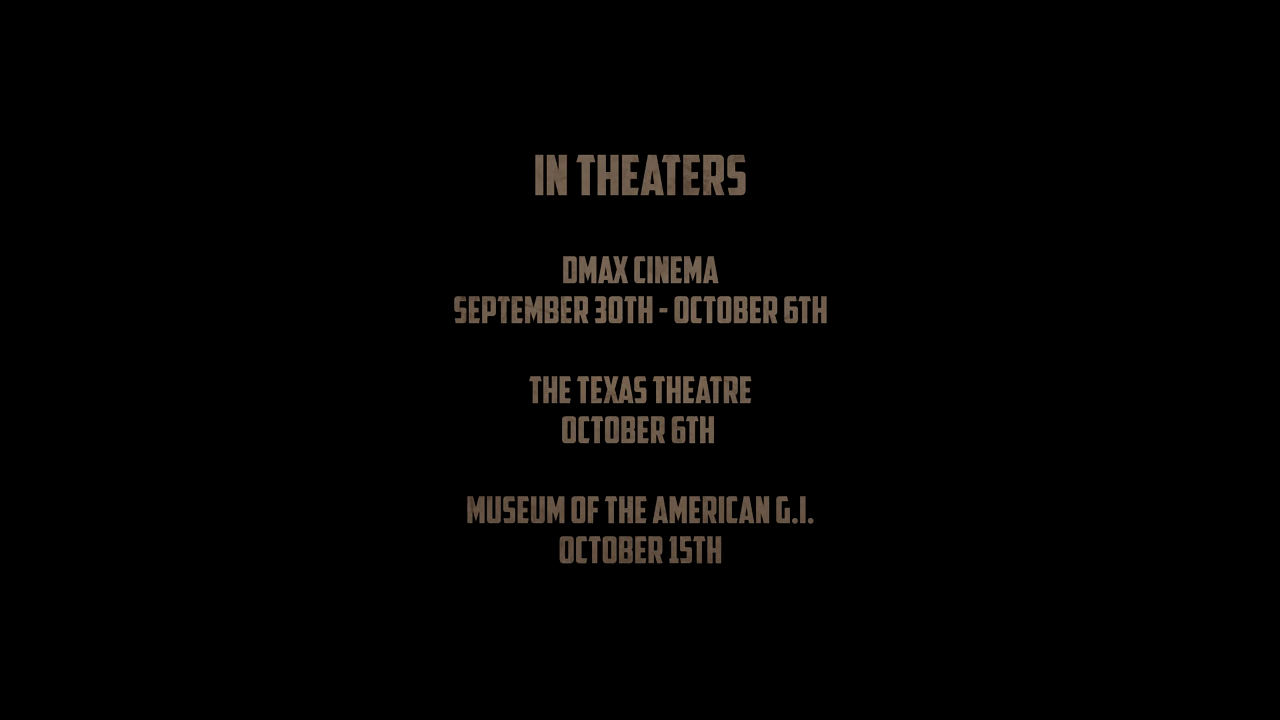 IN THEATERS
DMAX CINEMA
SEPTEMBER 30TH - OCTOBER 6TH
THE TEXAS THEATRE
OCTOBER 6TH
MUSEUM OF THE AMERICAN G.I.
OCTOBER 15TH